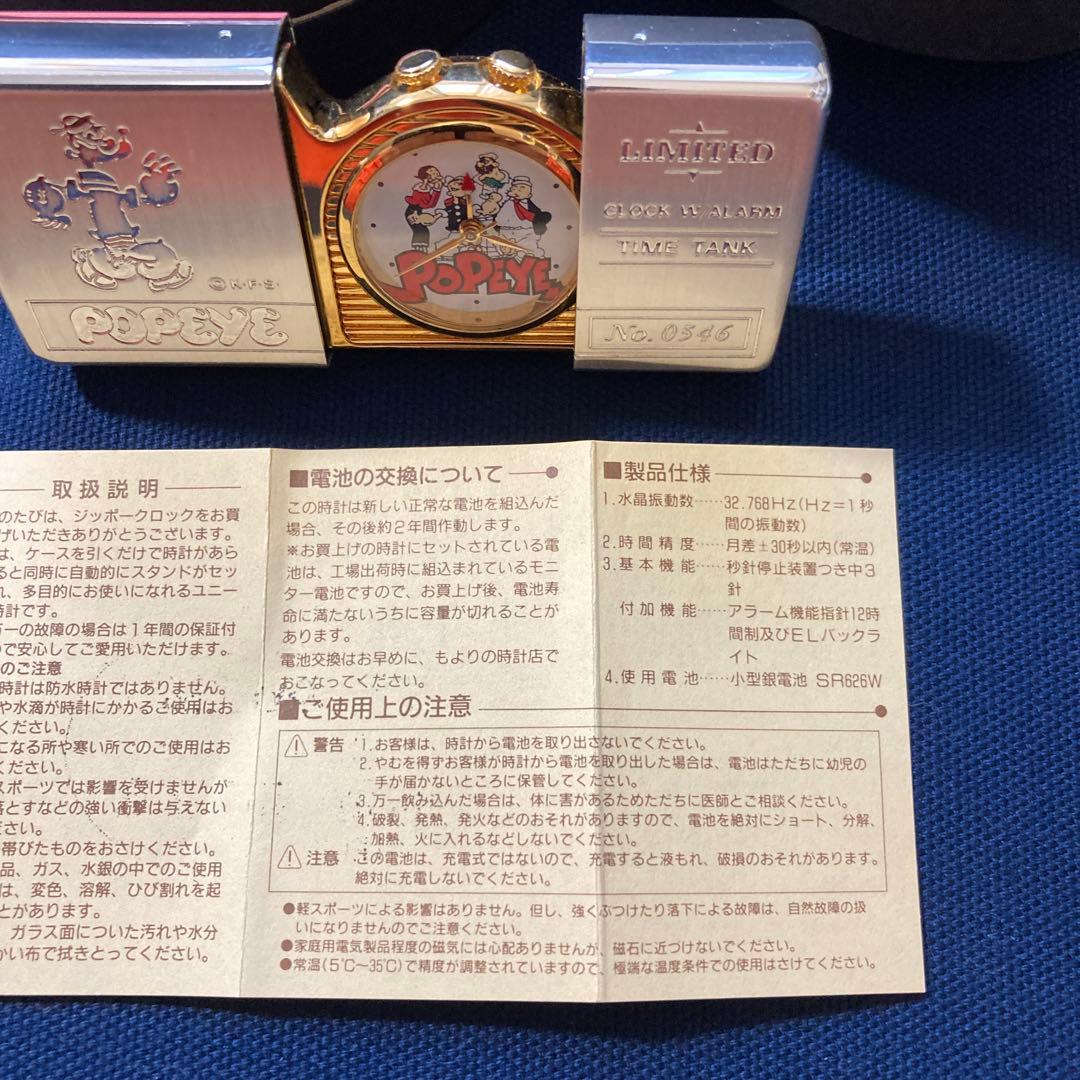 ©K.F.S.
POPEYE
POPEYE
LIMITED
CLOCK W/ALARM
TIME TANK
No. 0546
取扱説明
のたびは、ジッポークロックをお買
げいただきありがとうございます。
は、ケースを引くだけで時計があら
ると同時に自動的にスタンドがセッ
れ、多目的にお使いになれるユニー
時計です。
一の故障の場合は1年間の保証付
で安心してご愛用いただけます。
のご注意
時計は防水時計ではありません。
や水滴が時計にかかるご使用はお
ください。
になる所や寒い所でのご使用はお
ください。
スポーツでは影響を受けませんが
落とすなどの強い衝撃は与えない
ださい。
帯びたものをおさけください。
品、ガス、水銀の中でのご使用
は、変色、溶解、ひび割れを起
とがあります。
ガラス面についた汚れや水分
かい布で拭きとってください。
■電池の交換について
この時計は新しい正常な電池を組込んだ
場合、その後約2年間作動します。
※お買上げの時計にセットされている電
池は、工場出荷時に組込まれているモニ
ター電池ですので、お買上げ後、電池寿
命に満たないうちに容量が切れることが
あります。
電池交換はお早めに、もよりの時計店で
おこなってください。
■製品仕様
1.水晶振動数……32.768Hz(Hz=1秒
間の振動数)
2.時間精度……月差±30秒以内(常温)
3.基本機能……秒針停止装置つき中3
針
付加機能……アラーム機能指針12時
間制及びELバックラ
イト
4.使用電池……小型銀電池 SR626W
■ご使用上の注意
⚠警告 1.お客様は、時計から電池を取り出さないでください。
2.やむを得ずお客様が時計から電池を取り出した場合は、電池はただちに幼児の
手が届かないところに保管してください。
3.万一飲み込んだ場合は、体に害があるためただちに医師とご相談ください。
4.破裂、発熱、発火などのおそれがありますので、電池を絶対にショート、分解、
加熱、火に入れるなどしないでください。
⚠注意 この電池は、充電式ではないので、充電すると液もれ、破損のおそれがあります。
絶対に充電しないでください。
●軽スポーツによる影響はありません。但し、強くぶつけたり落下による故障は、自然故障の扱
いになりませんのでご注意ください。
●家庭用電気製品程度の磁気には心配ありませんが、磁石に近づけないでください。
●常温(5℃〜35℃)で精度が調整されていますので、極端な温度条件での使用はさけてください。